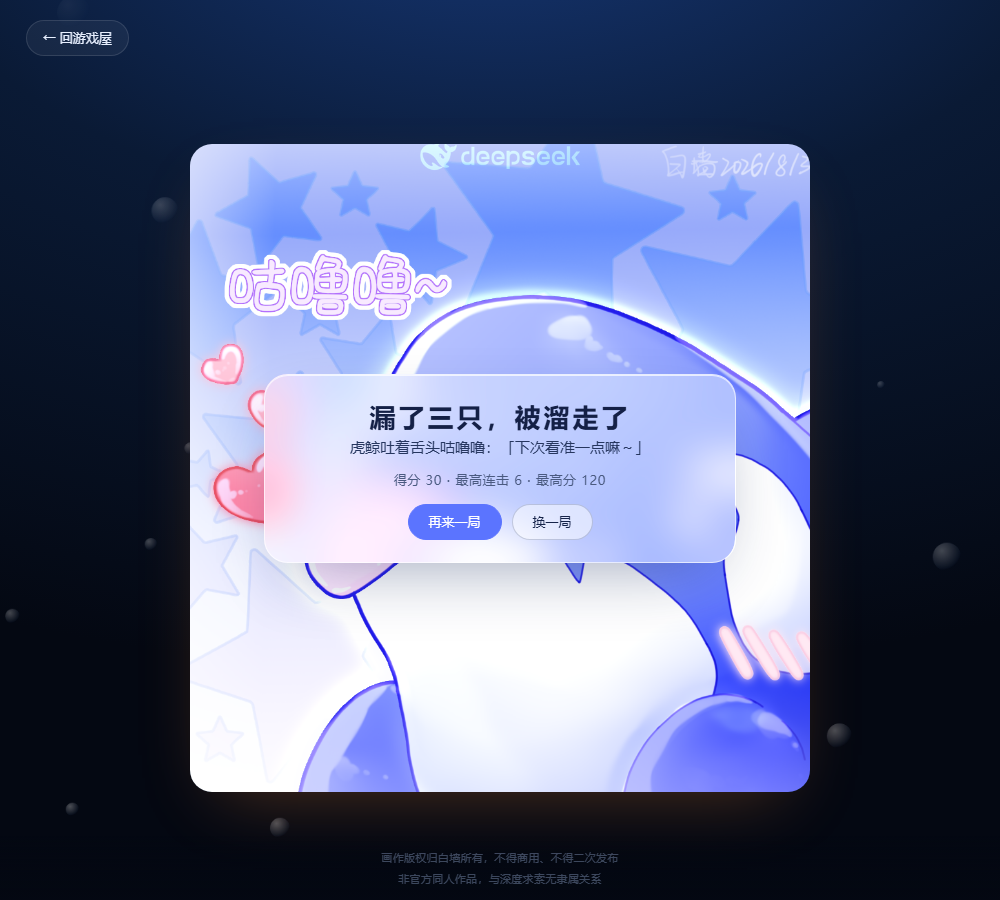 ← 回游戏屋
deepseek
白墙2026/8/3
咕噜噜~
漏了三只，被溜走了
虎鲸吐着舌头咕噜噜：「下次看准一点嘛～」
得分 30 · 最高连击 6 · 最高分 120
再来一局
换一局
画作版权归白墙所有，不得商用、不得二次发布
非官方同人作品，与深度求索无隶属关系